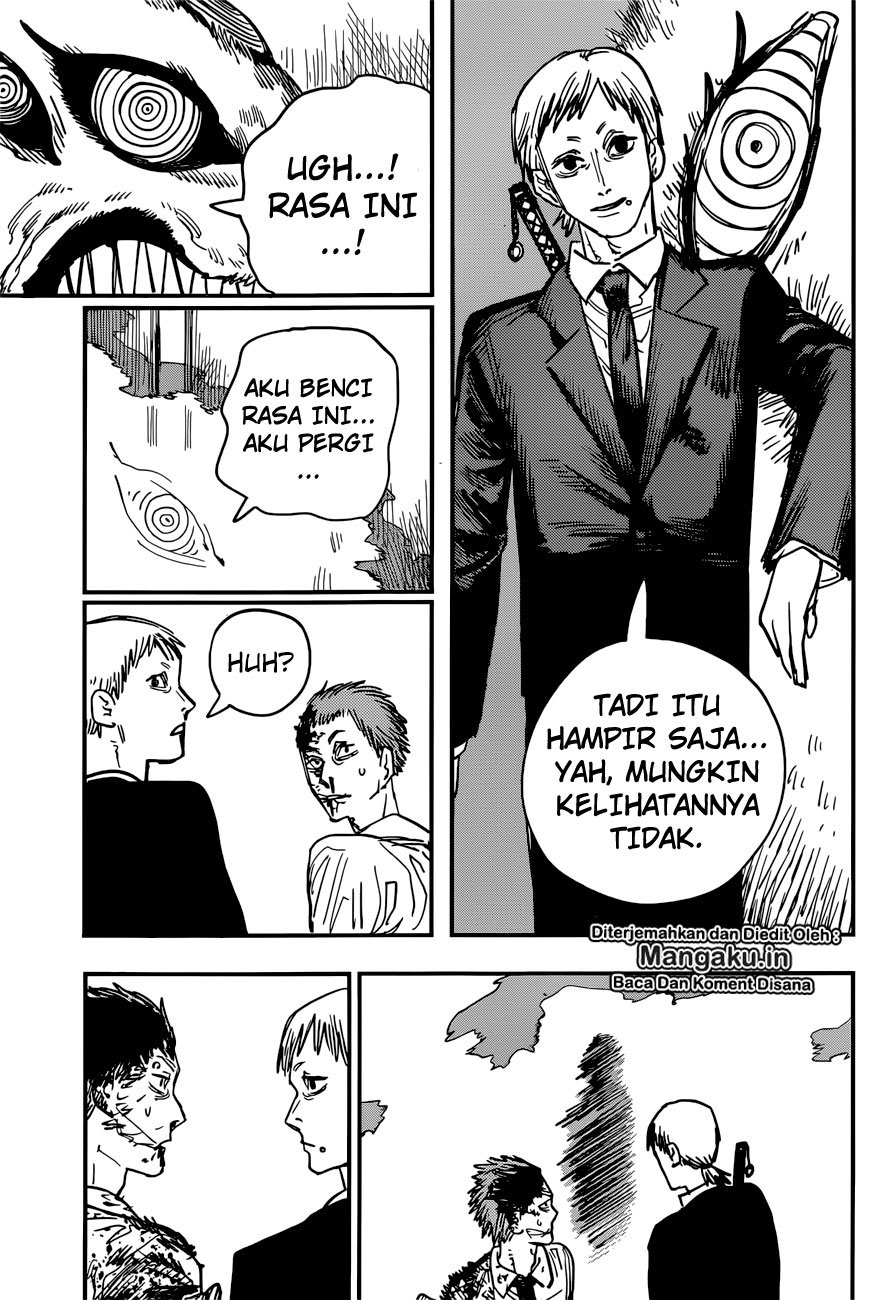 TADI ITU
HAMPIR SAJA...
YAH, MUNGKIN
KELIHATANNYA
TIDAK.
UGH...!
RASA INI
...!
AKU BENCI
RASA INI...
AKU PERGI
...
HUH?
Diterjemahkan dan Diedit Oleh :
Mangaku.in
Baca Dan Koment Disana